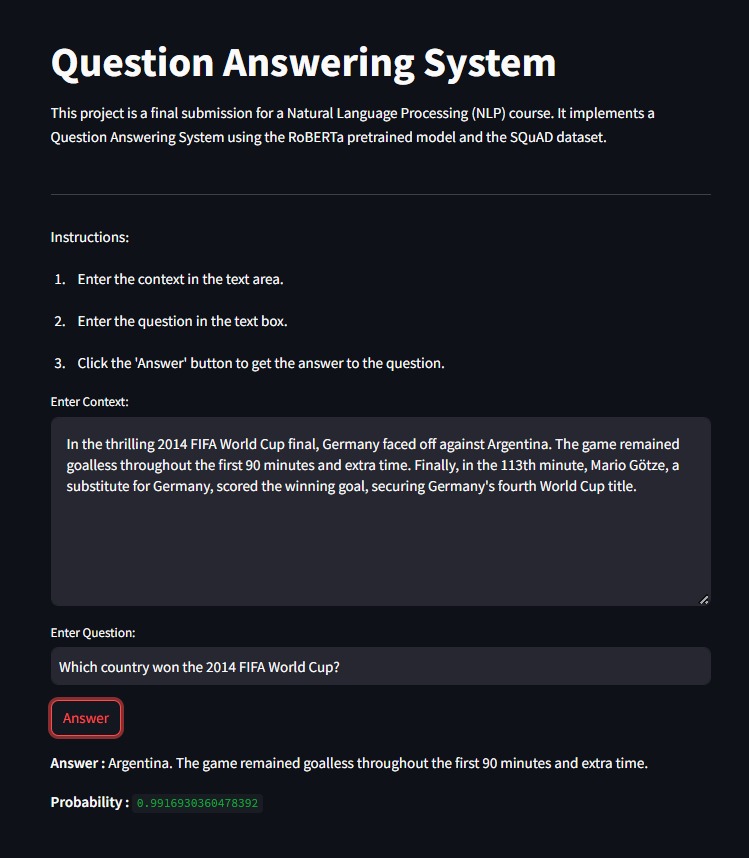 Question Answering System
This project is a final submission for a Natural Language Processing (NLP) course. It implements a
Question Answering System using the RoBERTa pretrained model and the SQuAD dataset.
Instructions:
1. Enter the context in the text area.
2. Enter the question in the text box.
3. Click the 'Answer' button to get the answer to the question.
Enter Context:
In the thrilling 2014 FIFA World Cup final, Germany faced off against Argentina. The game remained
goalless throughout the first 90 minutes and extra time. Finally, in the 113th minute, Mario Götze, a
substitute for Germany, scored the winning goal, securing Germany's fourth World Cup title.
Enter Question:
Which country won the 2014 FIFA World Cup?
Answer
Answer : Argentina. The game remained goalless throughout the first 90 minutes and extra time.
Probability : 0.9916930360478392